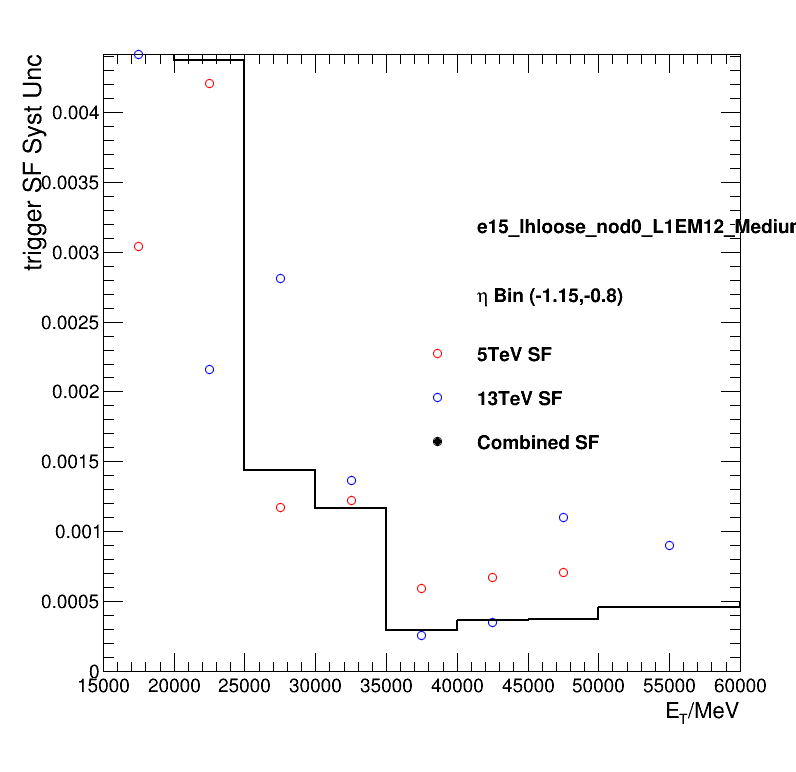 trigger SF Syst Unc
0.004
0.0035
0.003
0.0025
0.002
0.0015
0.001
0.0005
0
e15_lhloose_nod0_L1EM12_Medium
η Bin (-1.15,-0.8)
5TeV SF
13TeV SF
Combined SF
15000 20000 25000 30000 35000 40000 45000 50000 55000 60000
E_T/MeV